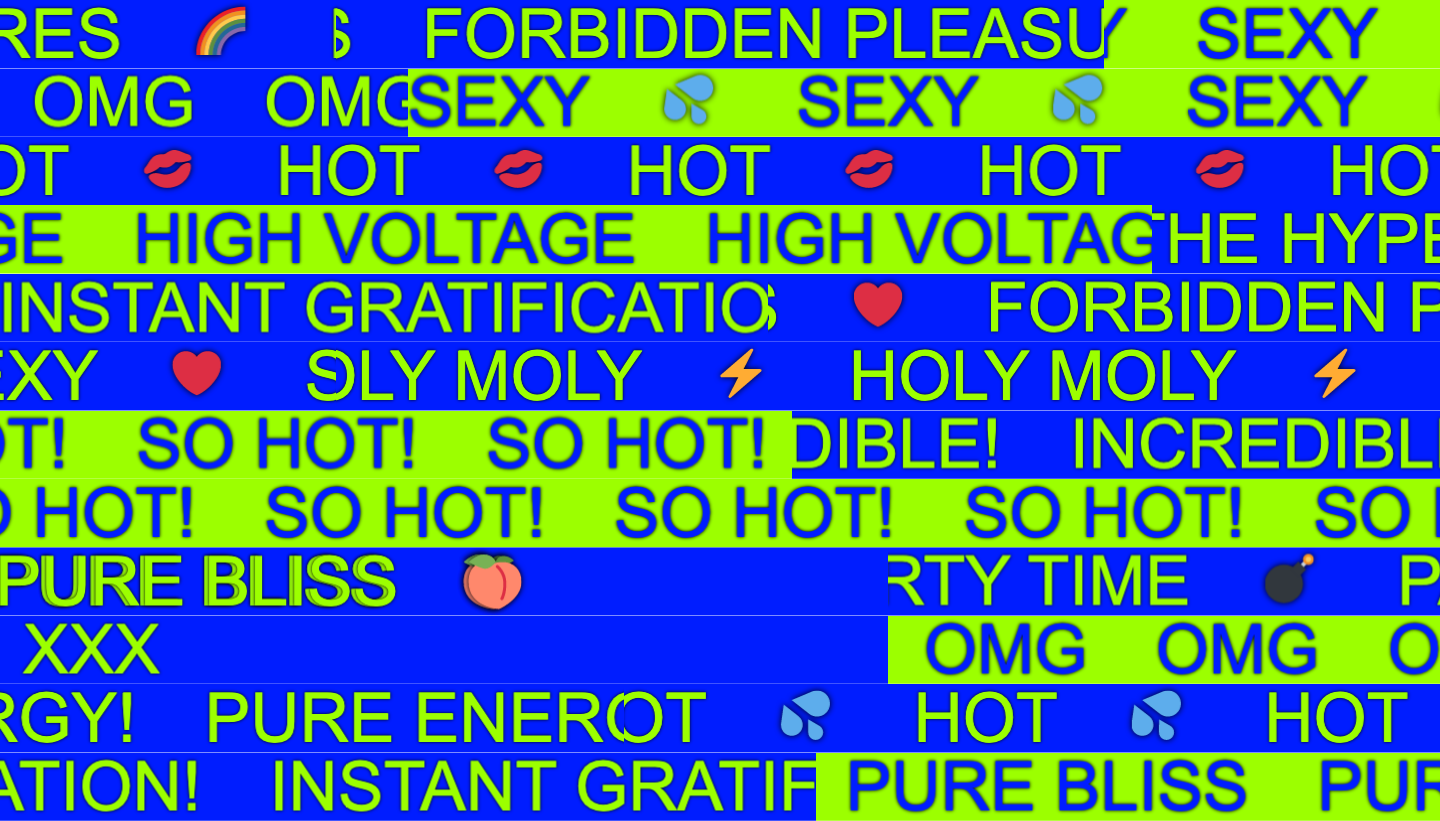 RES 🌈 S FORBIDDEN PLEASU Y SEXY
OMG OMG SEXY 💦 SEXY 💦 SEXY
OT 💋 HOT 💋 HOT 💋 HOT 💋 HOT
GE HIGH VOLTAGE HIGH VOLTAG THE HYPE
INSTANT GRATIFICATIO S ❤️ FORBIDDEN P
EXY ❤️ S OLY MOLY ⚡ HOLY MOLY ⚡
OT! SO HOT! SO HOT! DIBLE! INCREDIBL
O HOT! SO HOT! SO HOT! SO HOT! SO
PURE BLISS 🍑 RTY TIME 💣 PA
XXX OMG OMG O
RGY! PURE ENERG OT 💦 HOT 💦 HOT
ATION! INSTANT GRATIF PURE BLISS PUR